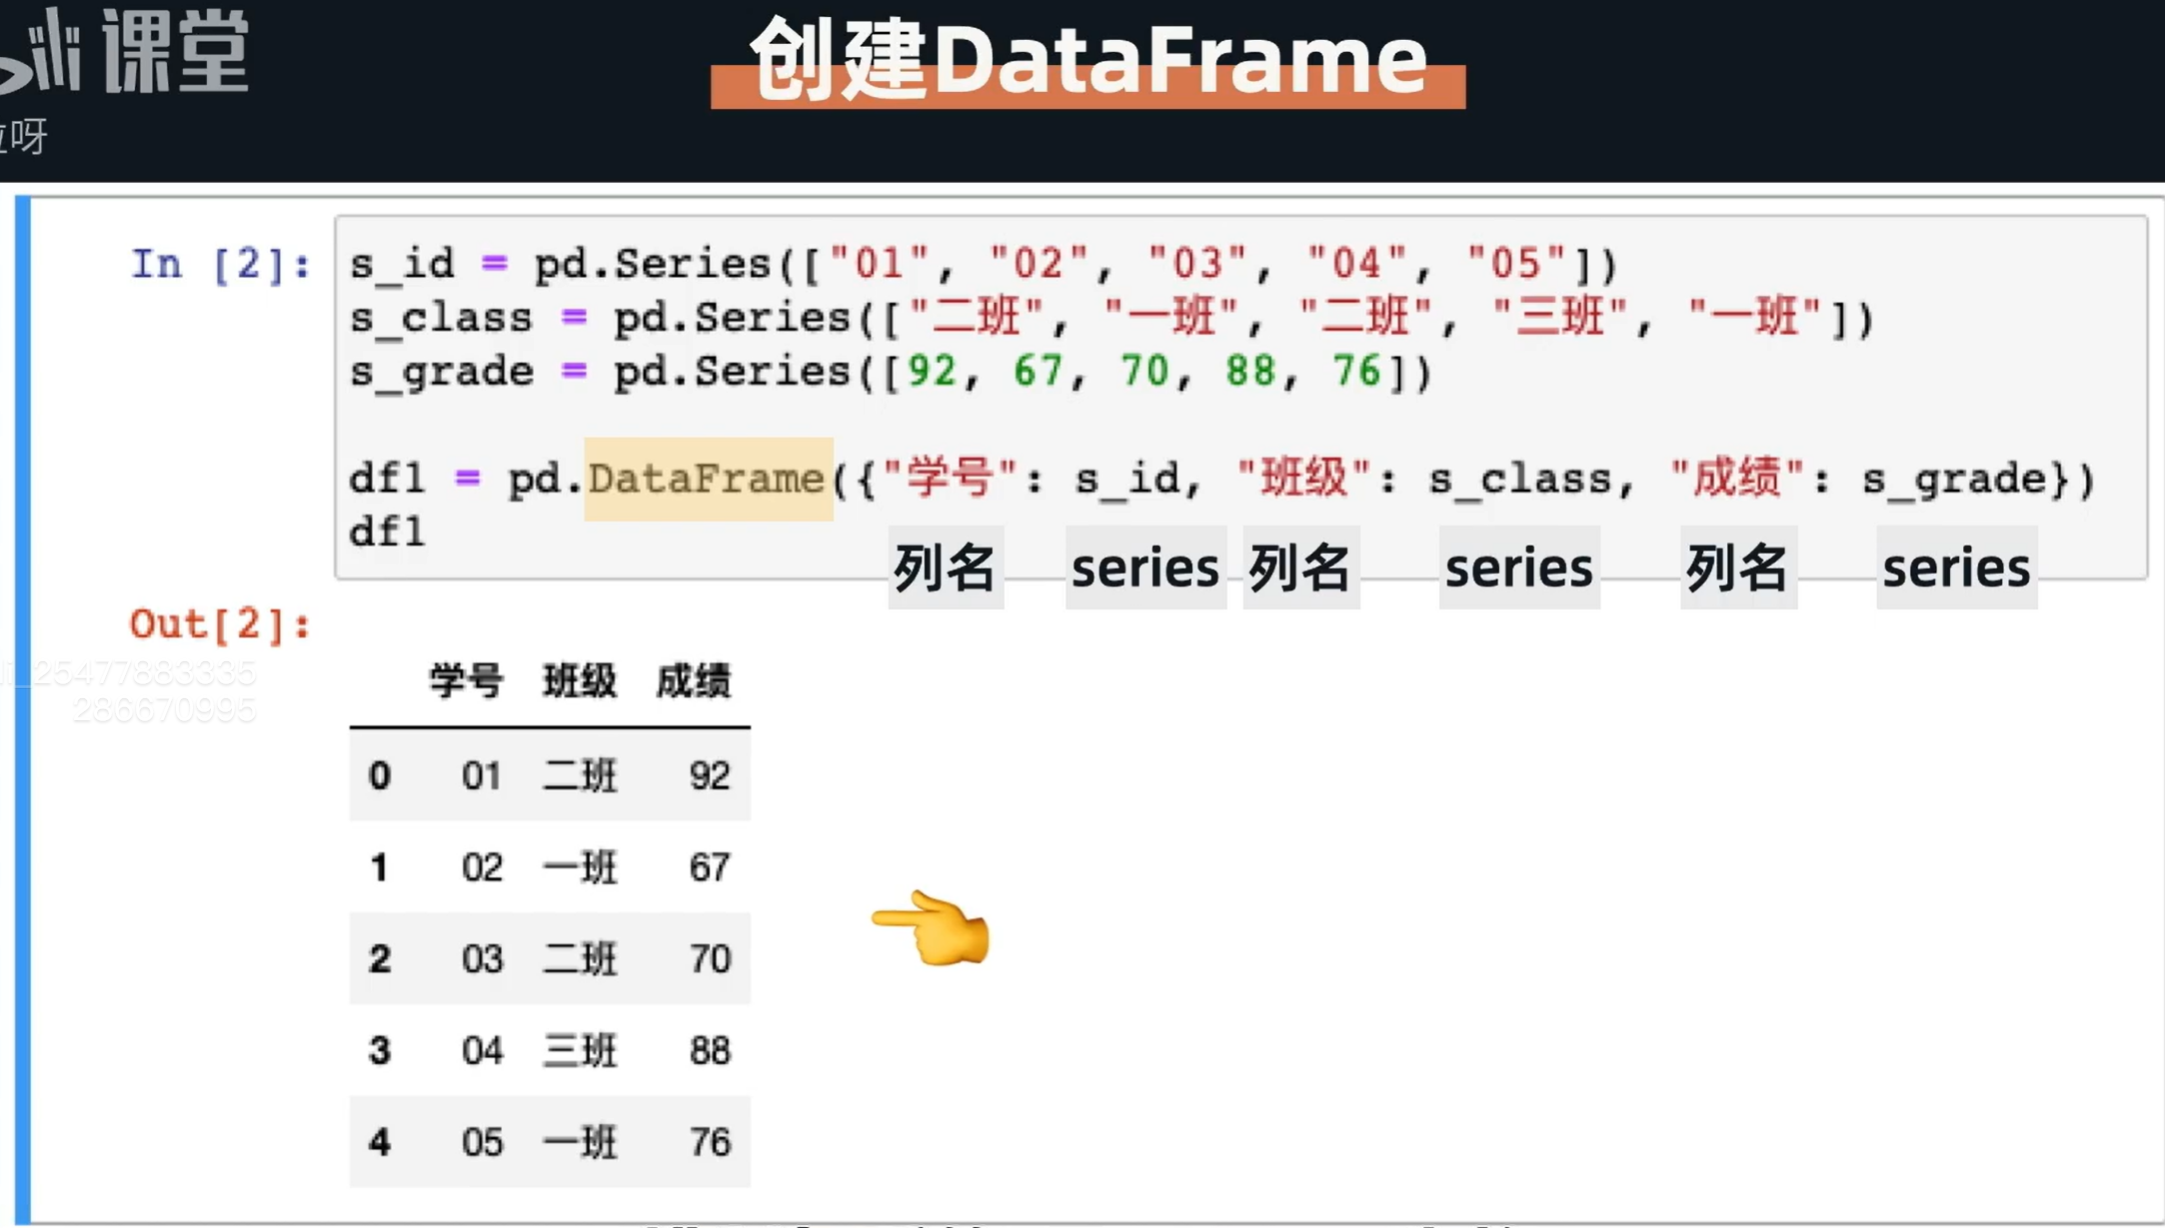 课堂
创建DataFrame
呀
In [2]: s_id = pd.Series(["01", "02", "03", "04", "05"])
s_class = pd.Series(["二班", "一班", "二班", "三班", "一班"])
s_grade = pd.Series([92, 67, 70, 88, 76])
df1 = pd.DataFrame({"学号": s_id, "班级": s_class, "成绩": s_grade})
df1
列名 series 列名 series 列名 series
Out[2]:
25477883335
286670995
学号 班级 成绩
0 01 二班 92
1 02 一班 67
2 03 二班 70
3 04 三班 88
4 05 一班 76